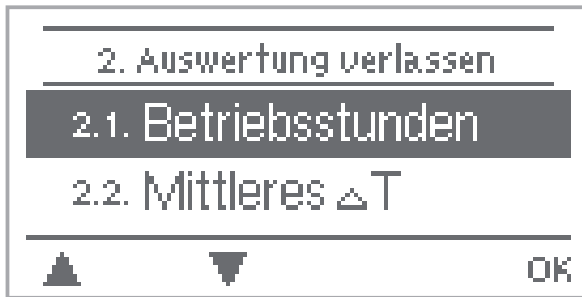 2. Auswertung verlassen
2.1. Betriebsstunden
2.2. Mittleres △T
OK